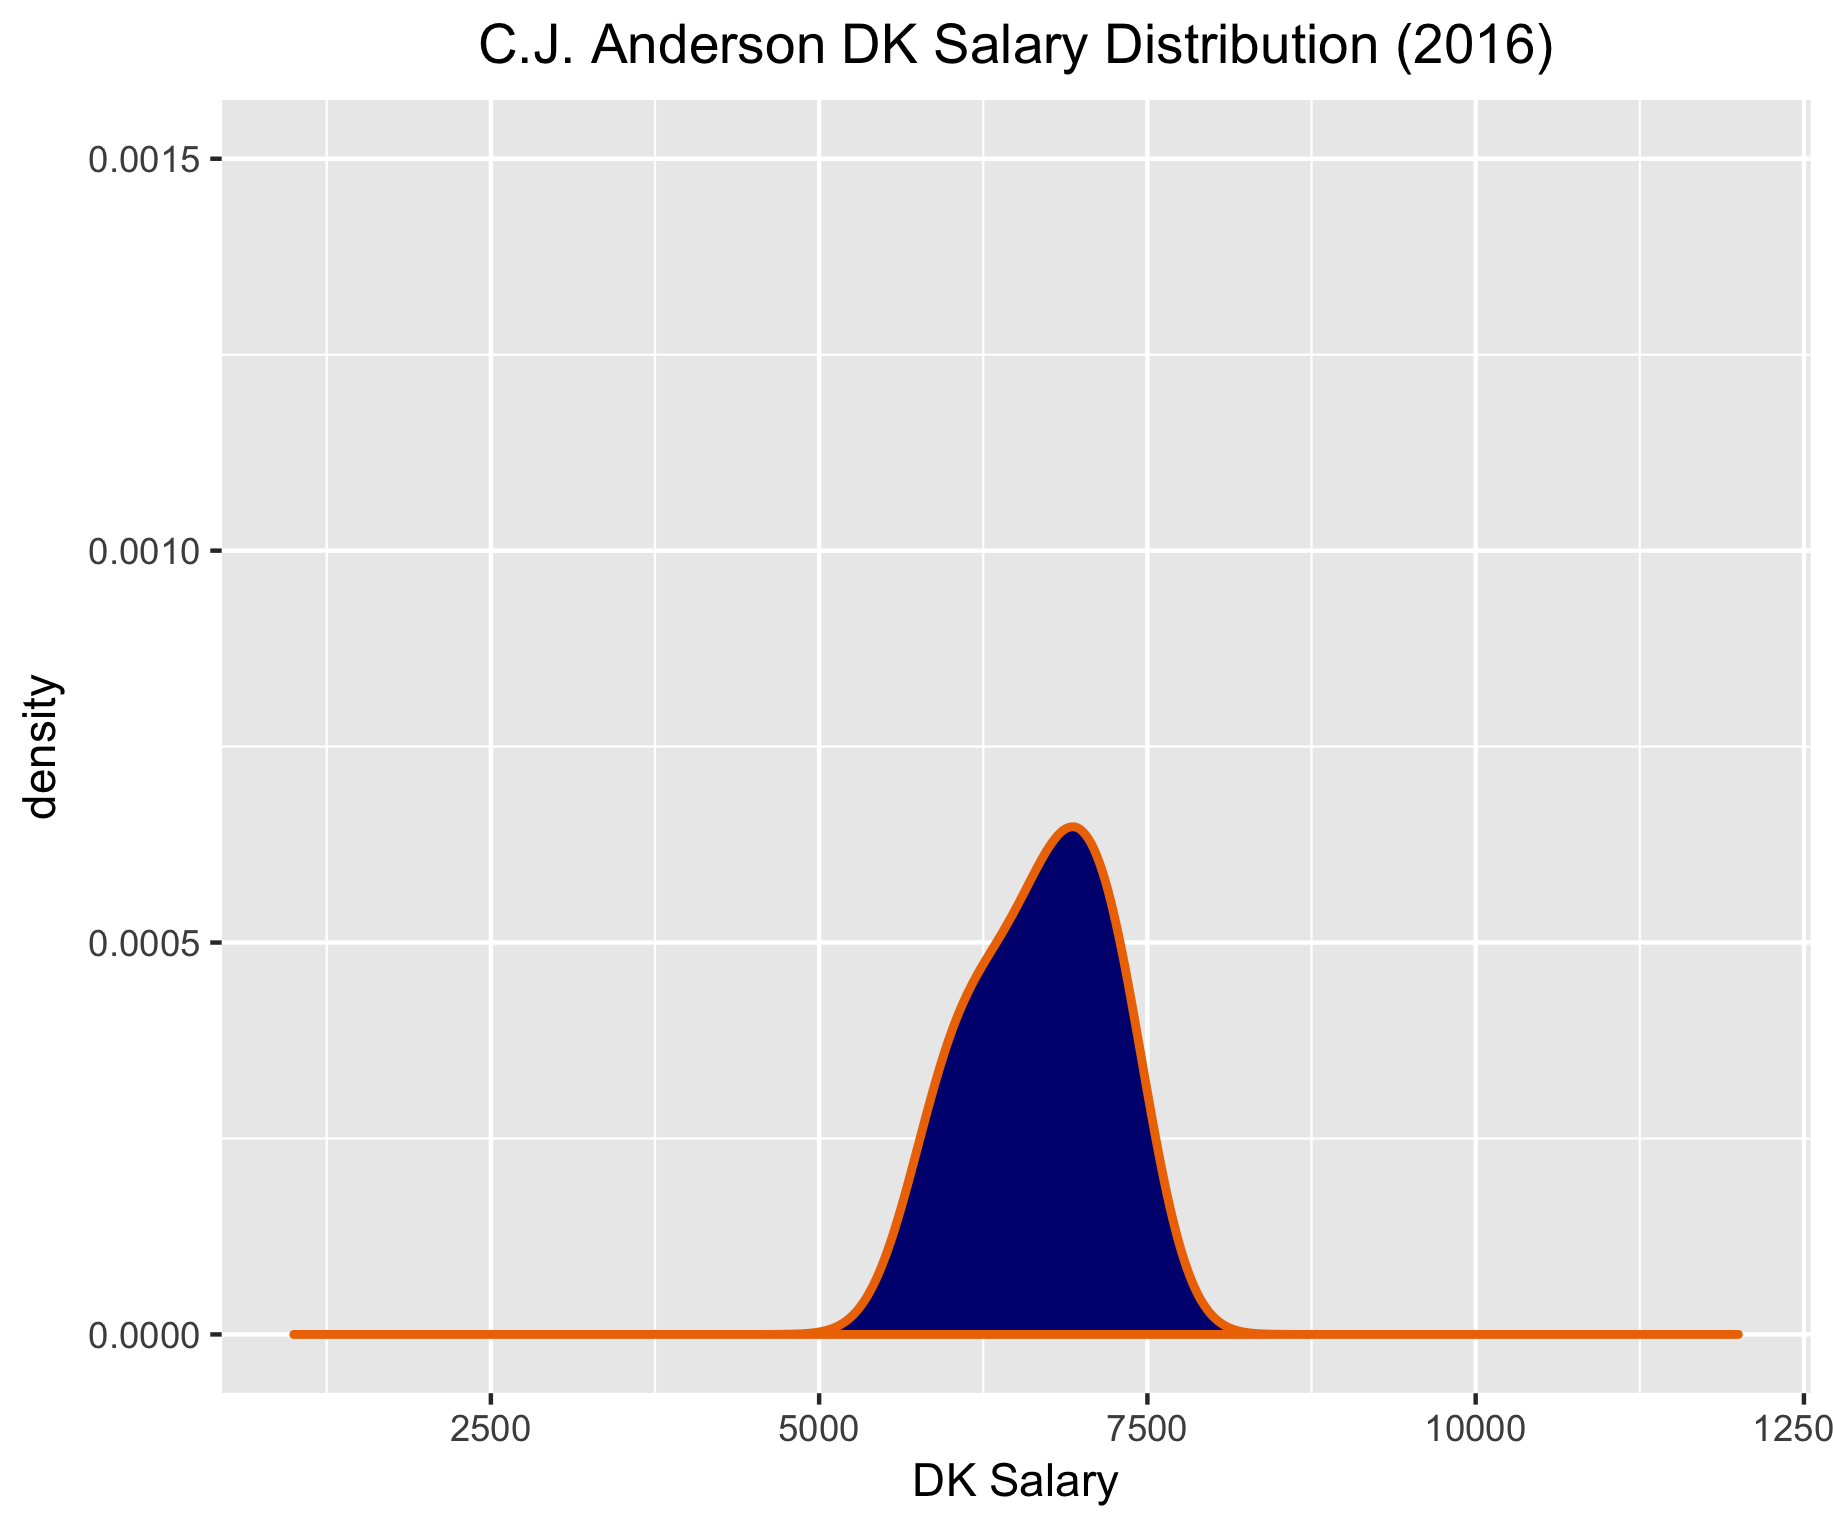 C.J. Anderson DK Salary Distribution (2016)
0.0015
0.0010
0.0005
0.0000
density
2500 5000 7500 10000 1250
DK Salary